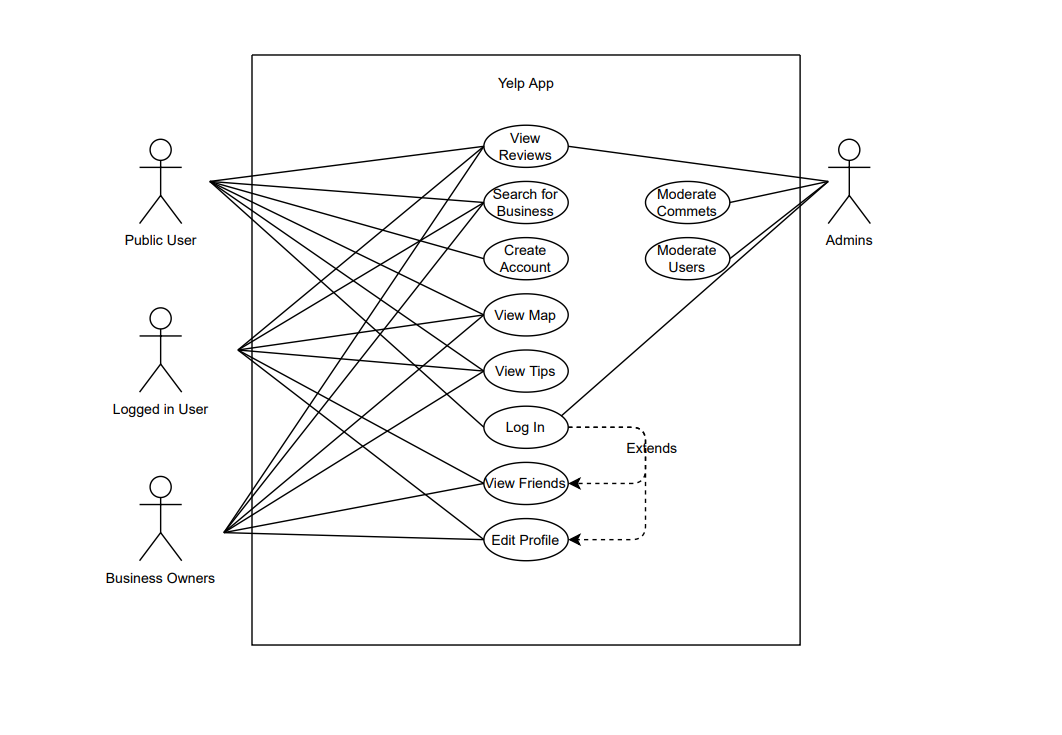 Yelp App
View
Reviews
Search for
Business
Create
Account
View Map
View Tips
Log In
View Friends
Edit Profile
Moderate
Commets
Moderate
Users
Extends
Public User
Logged in User
Business Owners
Admins